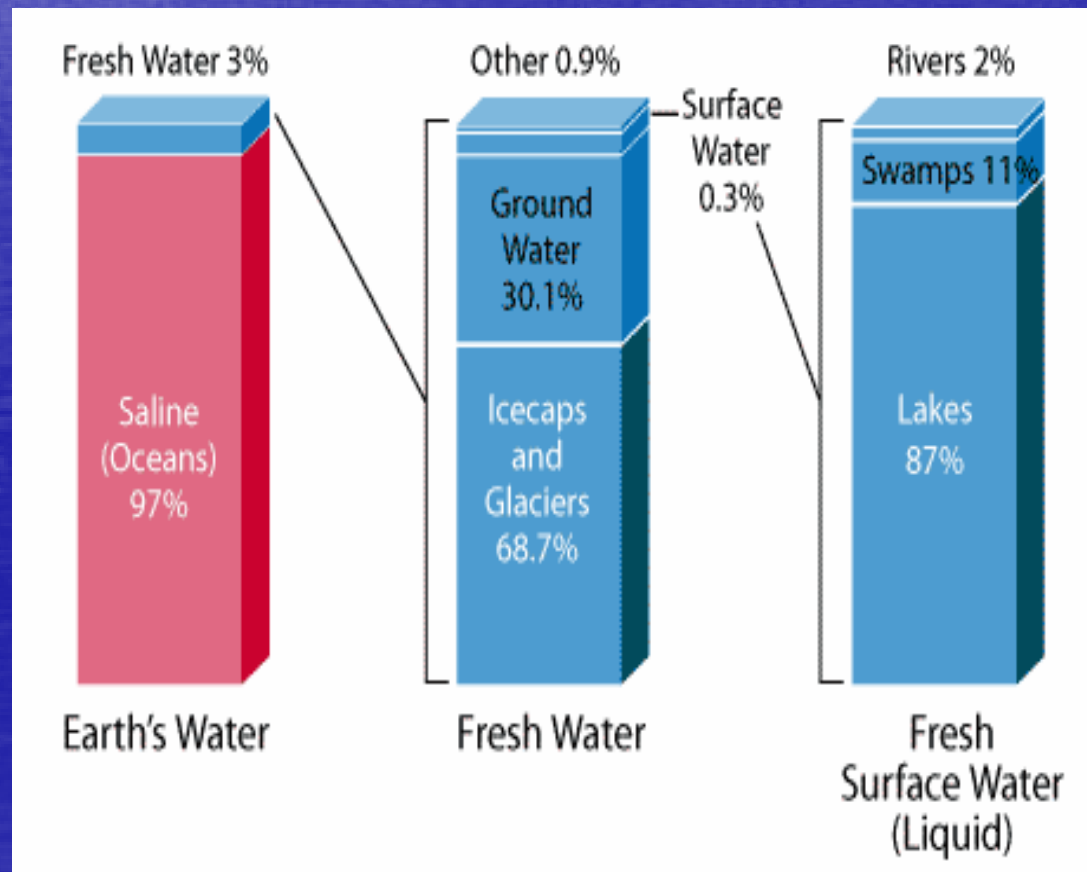 Fresh Water 3%
Saline
(Oceans)
97%
Earth's Water
Other 0.9%
Surface
Water
0.3%
Ground
Water
30.1%
Icecaps
and
Glaciers
68.7%
Fresh Water
Rivers 2%
Swamps 11%
Lakes
87%
Fresh
Surface Water
(Liquid)